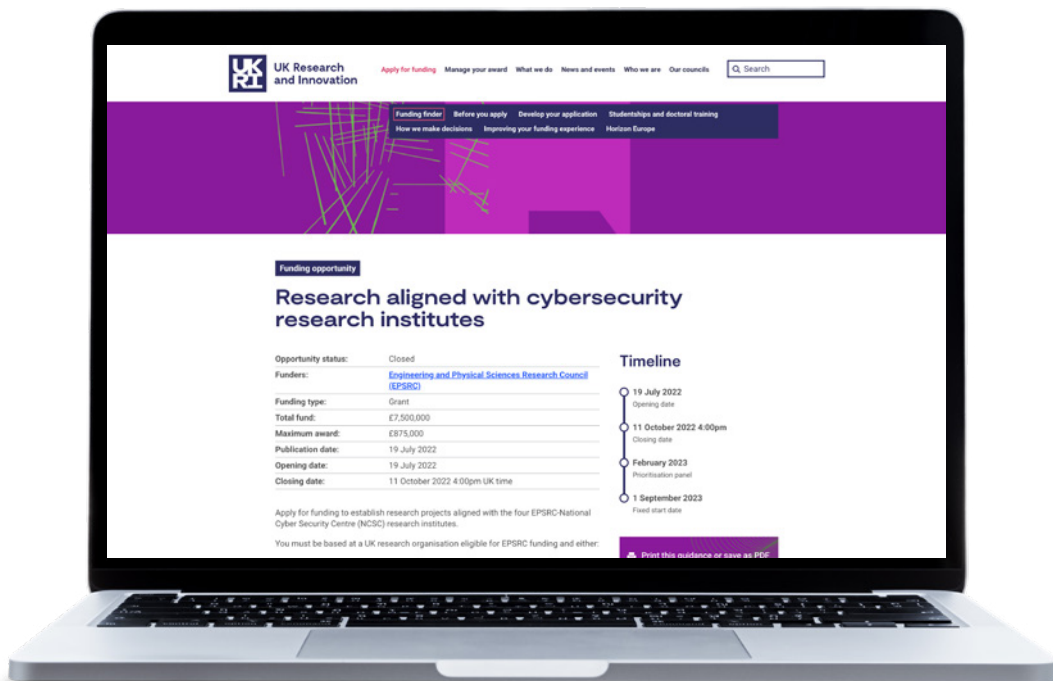 UK RI
UK Research
and Innovation
Apply for funding Manage your award What we do News and events Who we are Our councils Search
Funding finder Before you apply Develop your application Studentships and doctoral training
How we make decisions Improving your funding experience Horizon Europe
Funding opportunity
Research aligned with cybersecurity
research institutes
Opportunity status: Closed
Funders: Engineering and Physical Sciences Research Council
(EPSRC)
Funding type: Grant
Total fund: £7,500,000
Maximum award: £875,000
Publication date: 19 July 2022
Opening date: 19 July 2022
Closing date: 11 October 2022 4:00pm UK time
Apply for funding to establish research projects aligned with the four EPSRC-National
Cyber Security Centre (NCSC) research institutes.
You must be based at a UK research organisation eligible for EPSRC funding and either:
Timeline
19 July 2022
Opening date
11 October 2022 4:00pm
Closing date
February 2023
Prioritisation panel
1 September 2023
Fixed start date
Print this guidance or save as PDF